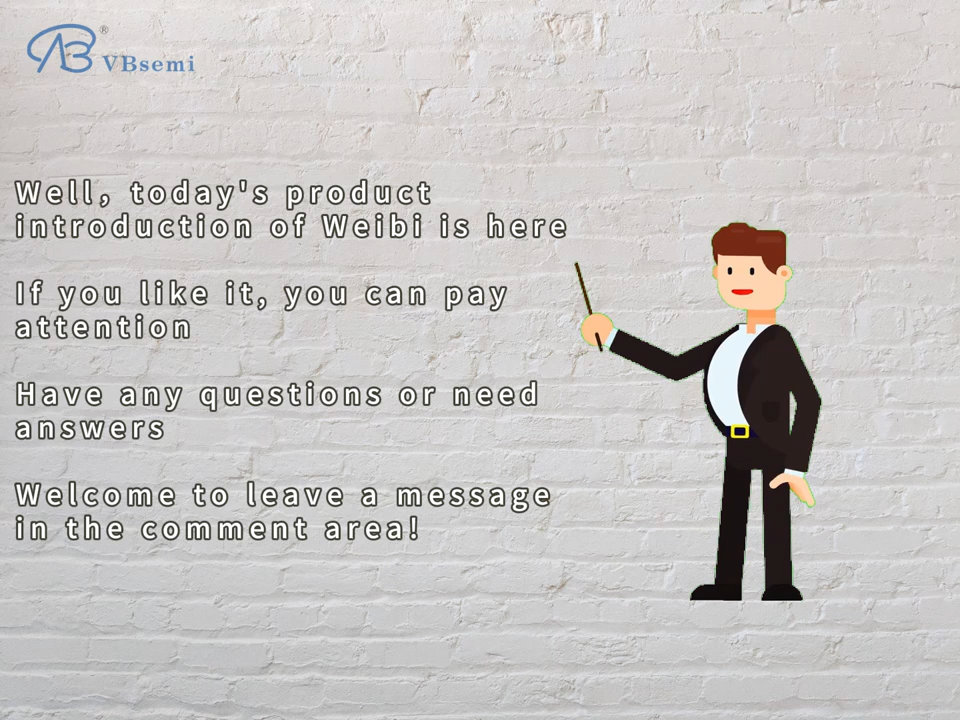 VBsemi
Well, today's product
introduction of Weibi is here
If you like it, you can pay
attention
Have any questions or need
answers
Welcome to leave a message
in the comment area!